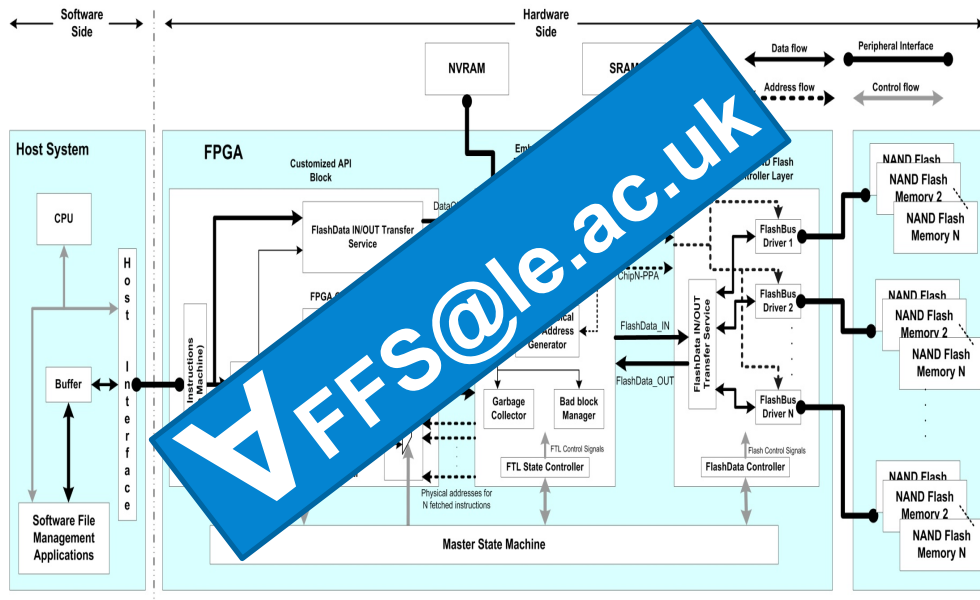 Software
Side
Hardware
Side
NVRAM
Data flow
Peripheral Interface
Address flow
Control flow
Host System
FPGA
Customized API
Block
NAND Flash
Memory 2
NAND Flash
Memory N
CPU
FlashData IN/OUT Transfer
Service
FlashBus
Driver 1
Host Interface
ChipN-PPA
FlashBus
Driver 2
NAND Flash
Memory 2
NAND Flash
Memory N
Address
Generator
FlashData_IN
FlashData IN/OUT
Transfer Service
FlashData_OUT
Buffer
Instructions
Garbage
Collector
Bad block
Manager
FlashBus
Driver N
∀FFS@le.ac.uk
FTL Control Signals
Flash Control Signals
FTL State Controller
FlashData Controller
Physical addresses for
N fetched instructions
NAND Flash
Memory 2
NAND Flash
Memory N
Software File
Management
Applications
Master State Machine